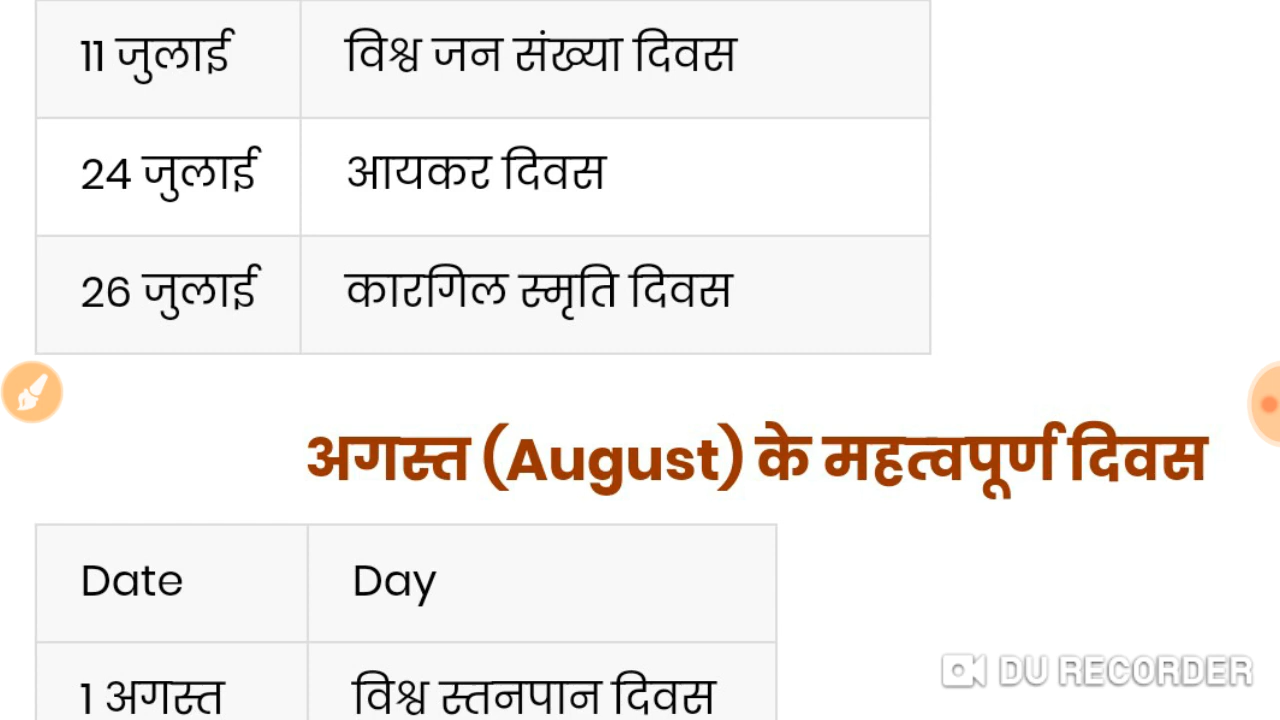 11 जुलाई विश्व जन संख्या दिवस
24 जुलाई आयकर दिवस
26 जुलाई कारगिल स्मृति दिवस
अगस्त (August) के महत्वपूर्ण दिवस
Date Day
1 अगस्त विश्व स्तनपान दिवस
DU RECORDER